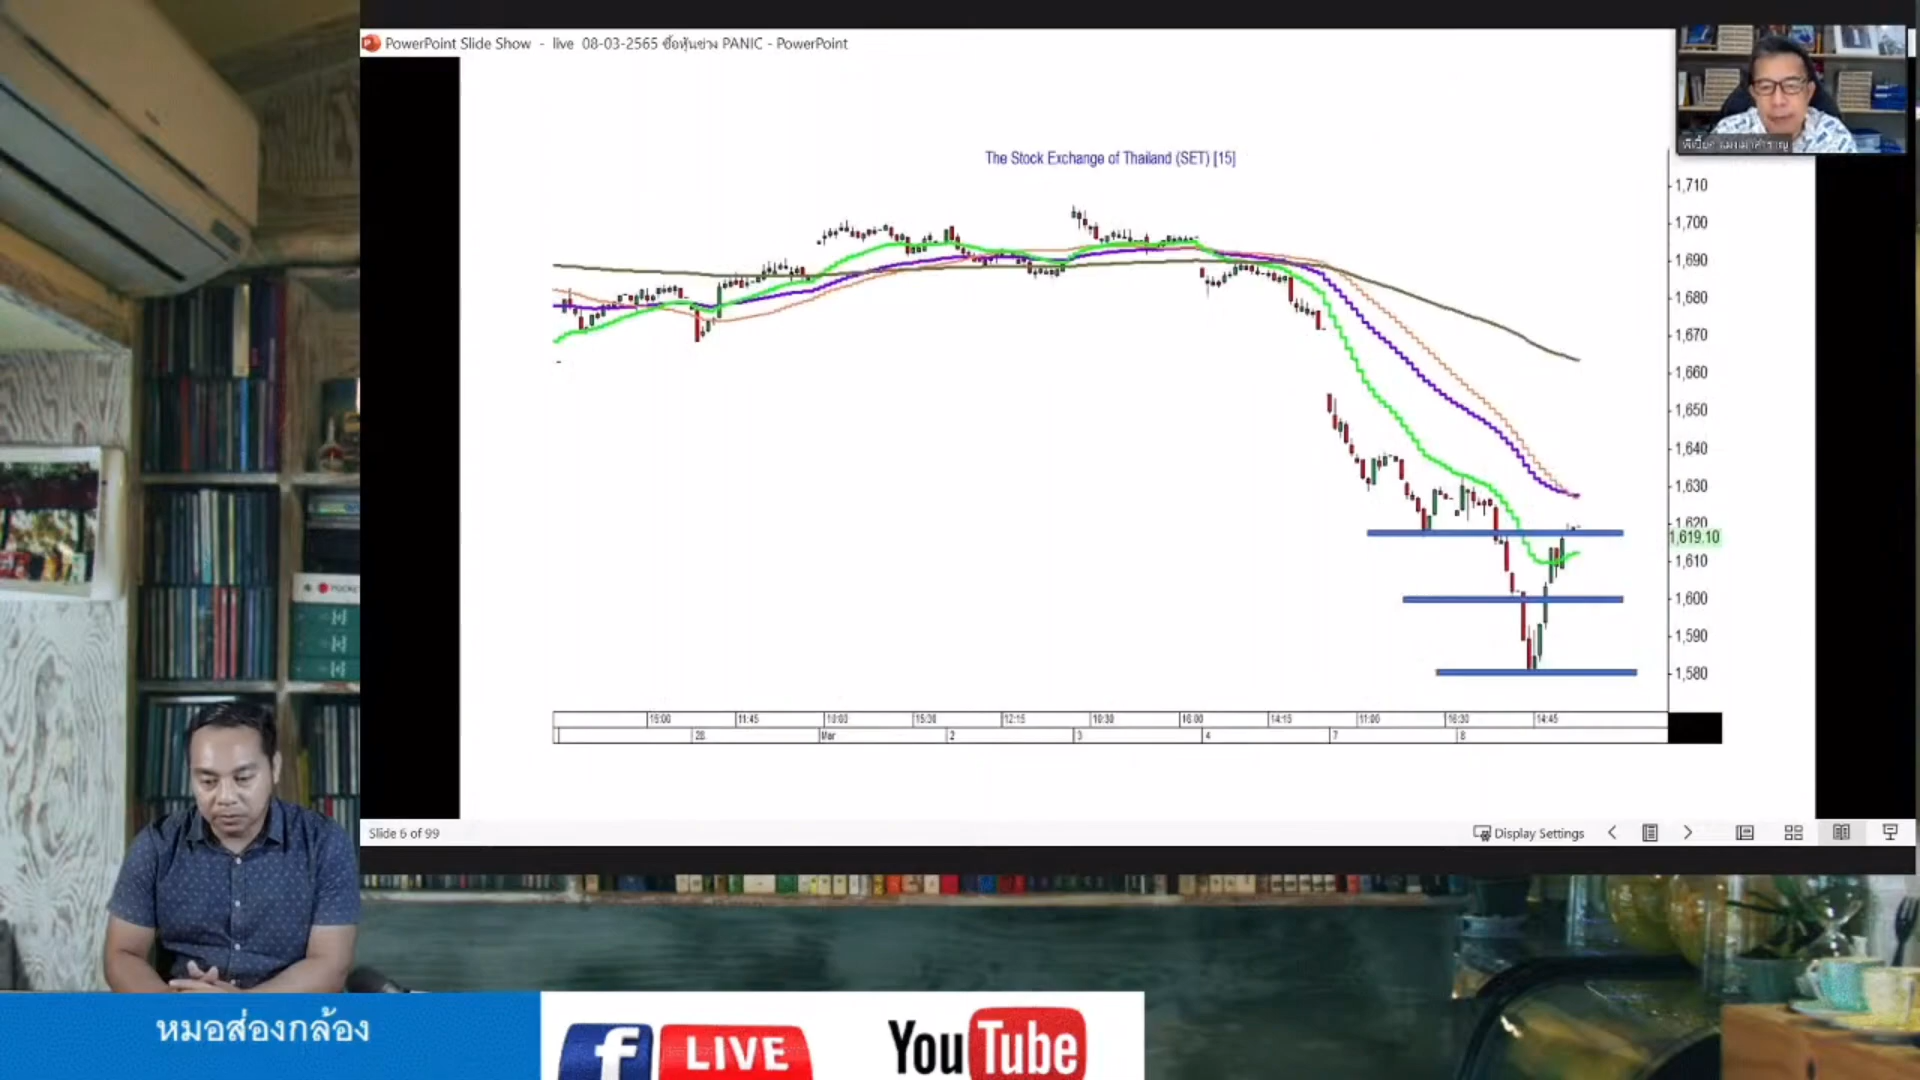 PowerPoint Slide Show - live 08-03-2565 ซื้อหุ้นช่วง PANIC - PowerPoint
The Stock Exchange of Thailand (SET) [15]
1,710
1,700
1,690
1,680
1,670
1,660
1,650
1,640
1,630
1,620
1,619.10
1,610
1,600
1,590
1,580
15:00 11:45 10:00 15:30 12:15 10:30 16:00 14:15 11:00 16:30 14:45
28 Mar 2 3 4 7 8
Slide 6 of 99
Display Settings
หมอส่องกล้อง
f LIVE
YouTube